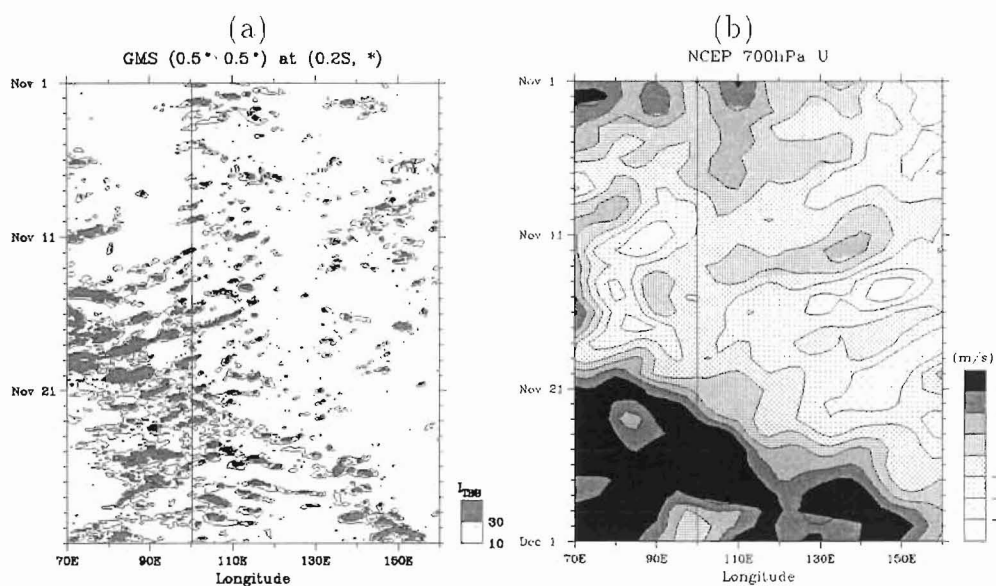 (a)
GMS (0.5° 0.5°) at (0.2S, *)
Nov 1
Nov 11
Nov 21
70E 90E 110E 130E 150E
Longitude
30
10
(b)
NCEP 700hPa U
Nov 1
Nov 11
Nov 21
Dec 1
70E 90E 110E 130E 150E
Longitude
(m/s)